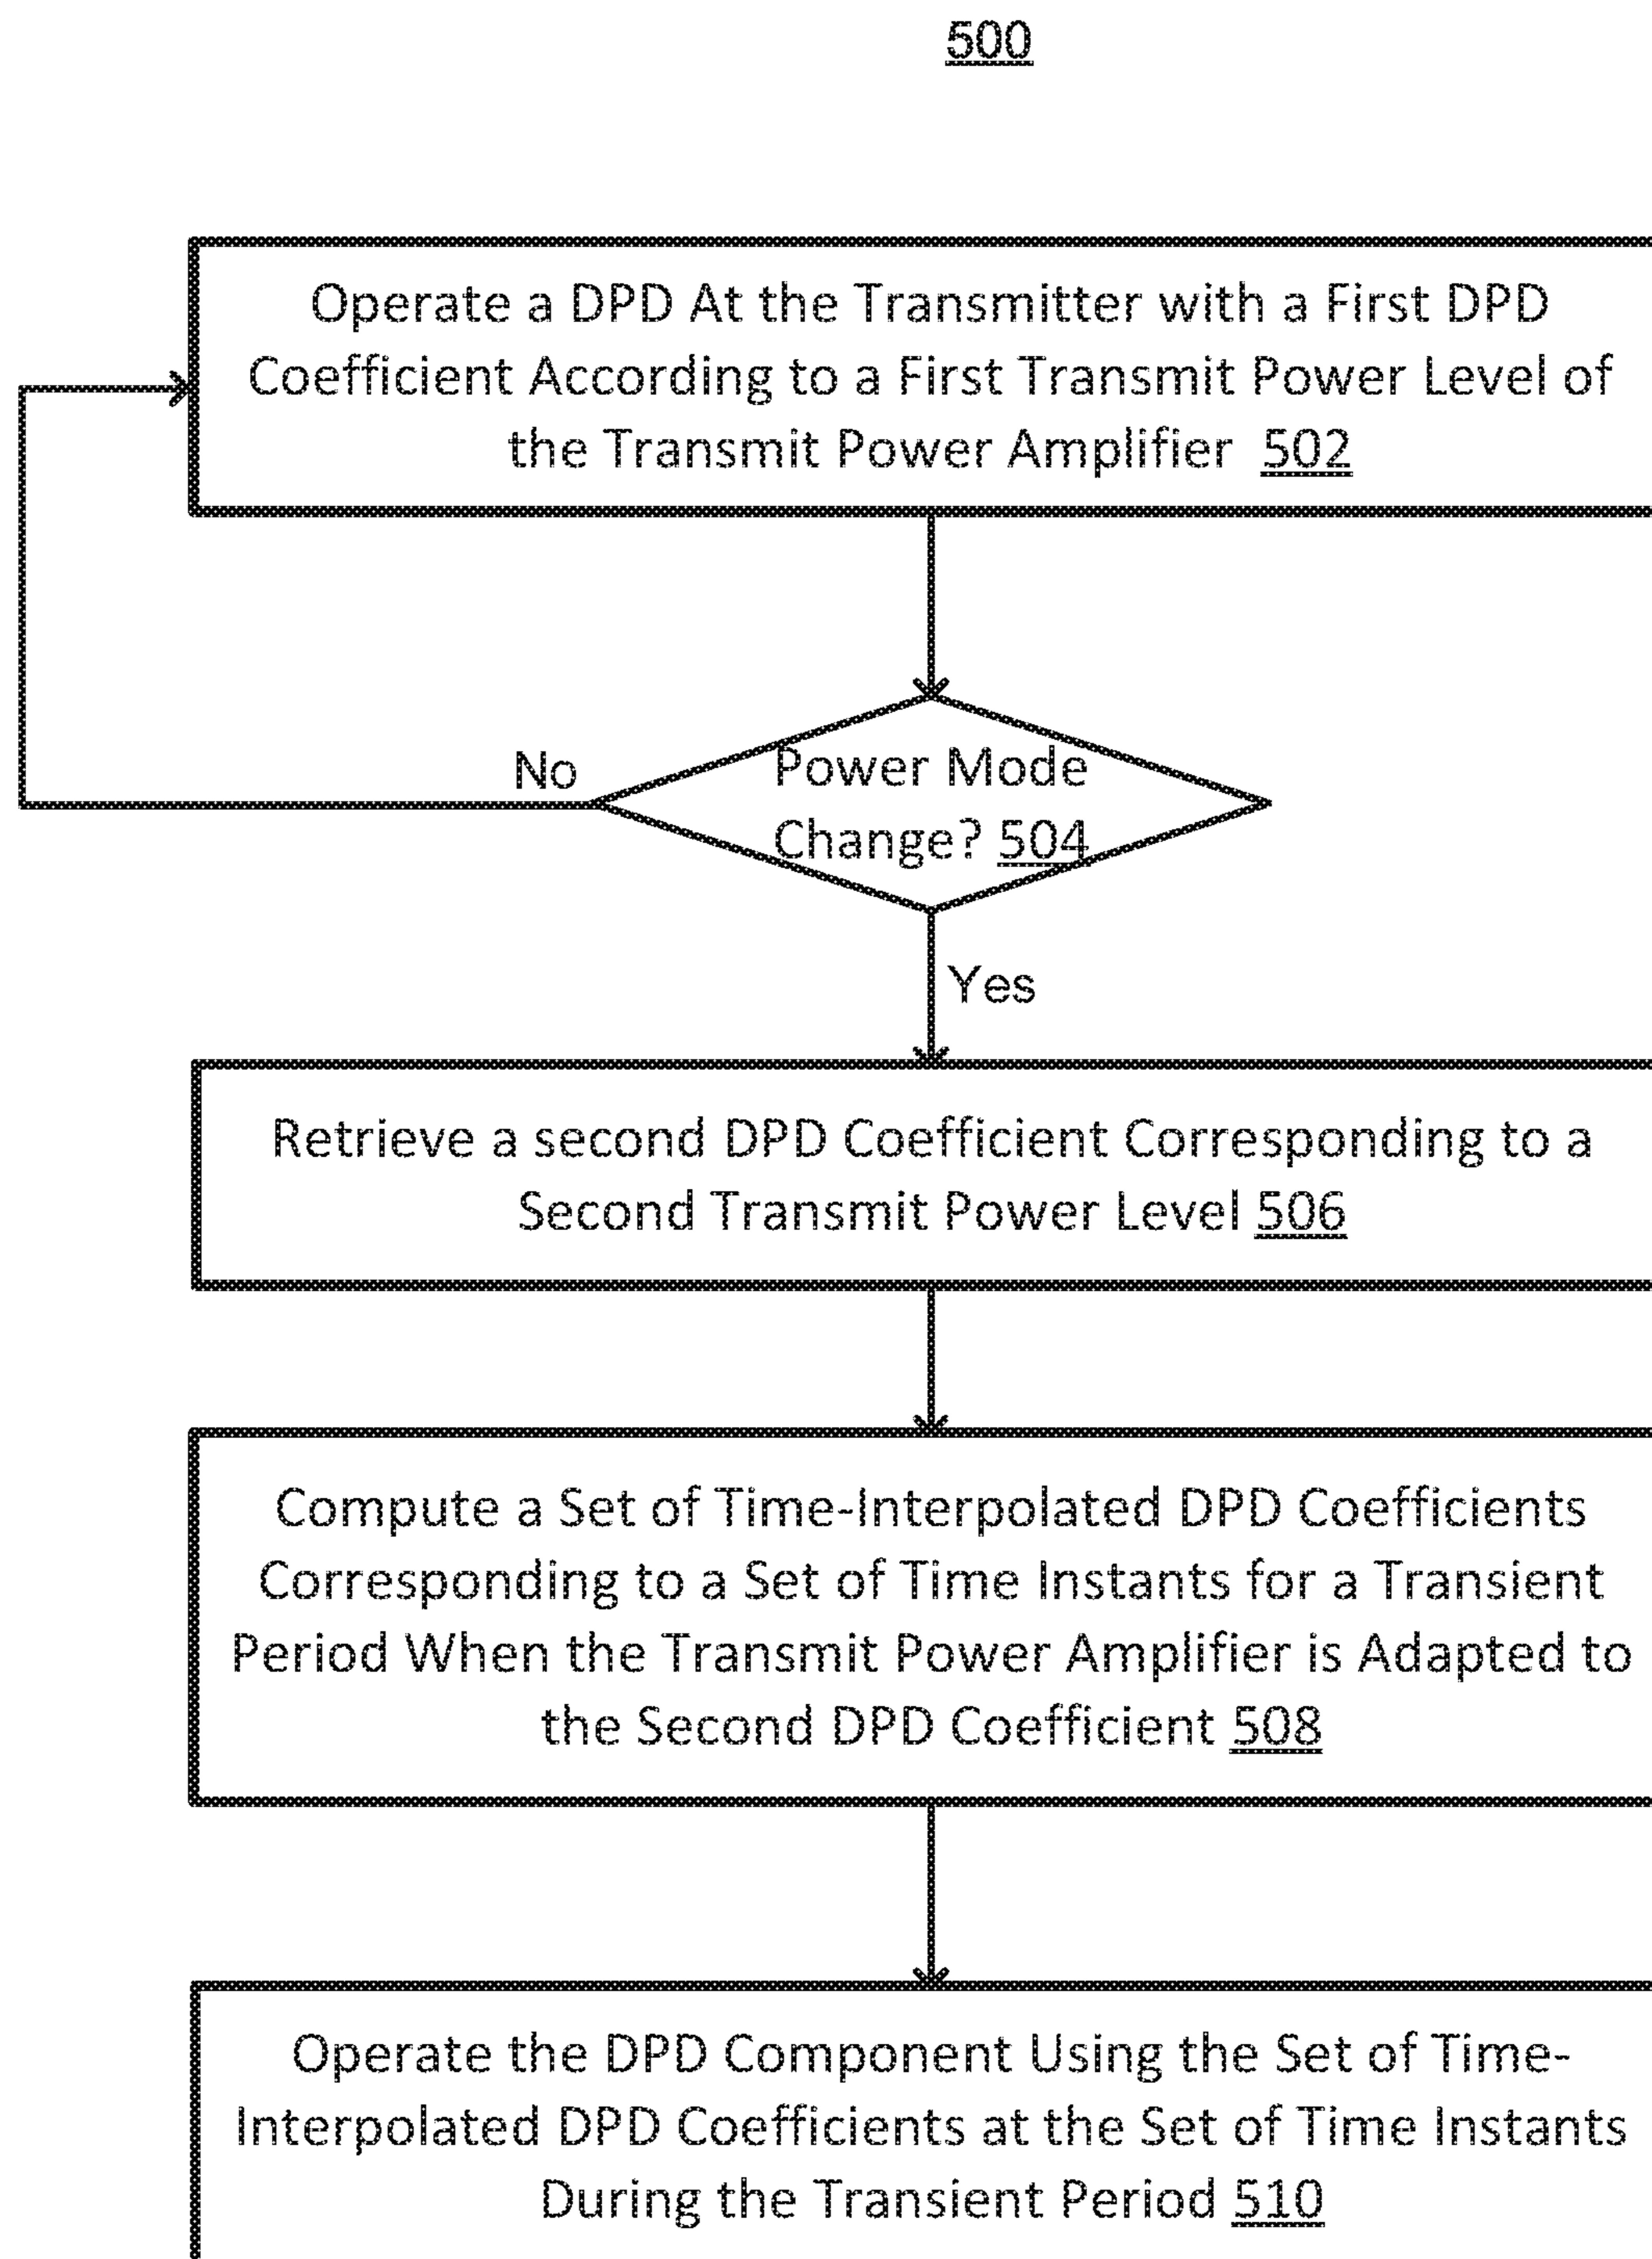 500
Operate a DPD At the Transmitter with a First DPD
Coefficient According to a First Transmit Power Level of
the Transmit Power Amplifier 502
No
Power Mode
Change? 504
Yes
Retrieve a second DPD Coefficient Corresponding to a
Second Transmit Power Level 506
Compute a Set of Time-Interpolated DPD Coefficients
Corresponding to a Set of Time Instants for a Transient
Period When the Transmit Power Amplifier is Adapted to
the Second DPD Coefficient 508
Operate the DPD Component Using the Set of Time-
Interpolated DPD Coefficients at the Set of Time Instants
During the Transient Period 510